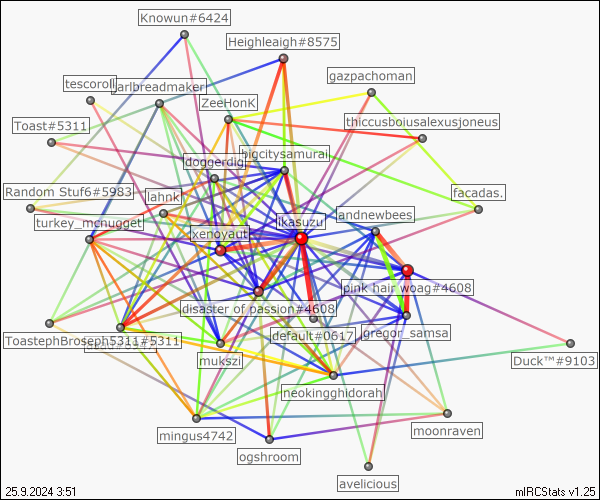 Knowun#6424
Heighleaigh#8575
gazpachoman
tescoroll
jarlbreadmaker
ZeeHonK
thiccusboiusalexusjoneus
Toast#5311
doggerdig
bigcitysamurai
Random Stuf6#5983
lahnk
facadas.
turkey_mcnugget
xenoyaut
ikasuzu
andnewbees
pink hair woag#4608
disaster of passion#4608
default#0617
gregor_samsa
ToastephBroseph5311#5311
mukszi
Duck™#9103
neokingghidorah
mingus4742
moonraven
ogshroom
avelicious
25.9.2024 3:51
mIRCStats v1.25